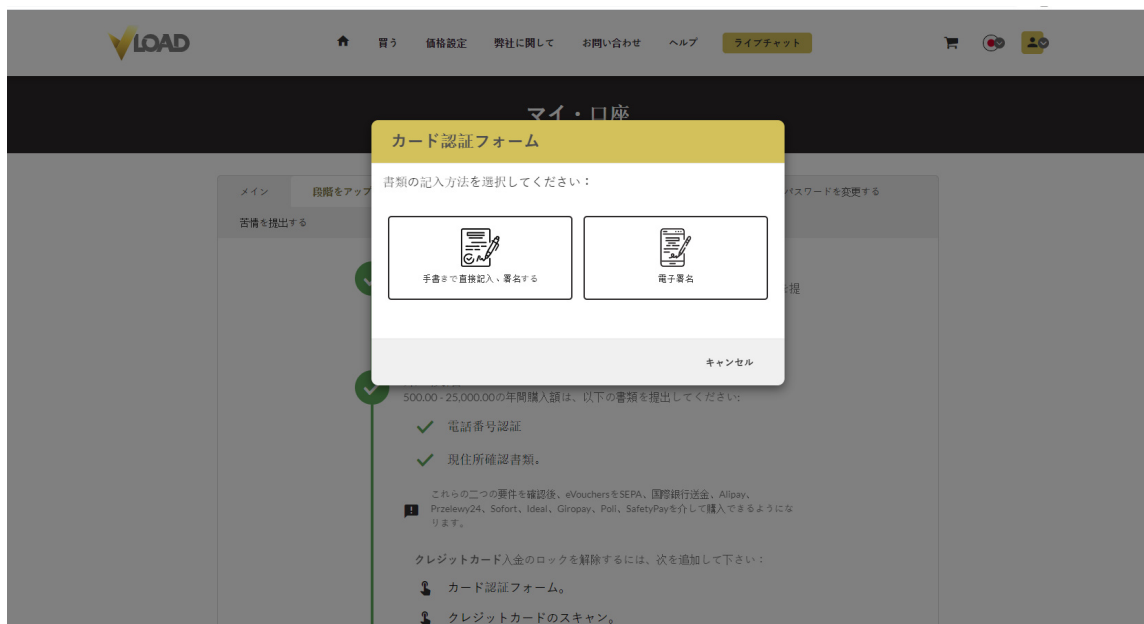 VLOAD
買う 価格設定 弊社に関して お問い合わせ ヘルプ ライブチャット
マイ・口座
カード認証フォーム
書類の記入方法を選択してください：
メイン 段階をアップ パスワードを変更する
苦情を提出する
手書きで直接記入、署名する 電子署名
を提
キャンセル
500.00 - 25,000.00の年間購入額は、以下の書類を提出してください:
電話番号認証
現住所確認書類。
これらの二つの要件を確認後、eVouchersをSEPA、国際銀行送金、Alipay、
Przelewy24、Sofort、Ideal、Giropay、Poli、SafetyPayを介して購入できるようにな
ります。
クレジットカード入金のロックを解除するには、次を追加して下さい：
カード認証フォーム。
クレジットカードのスキャン。